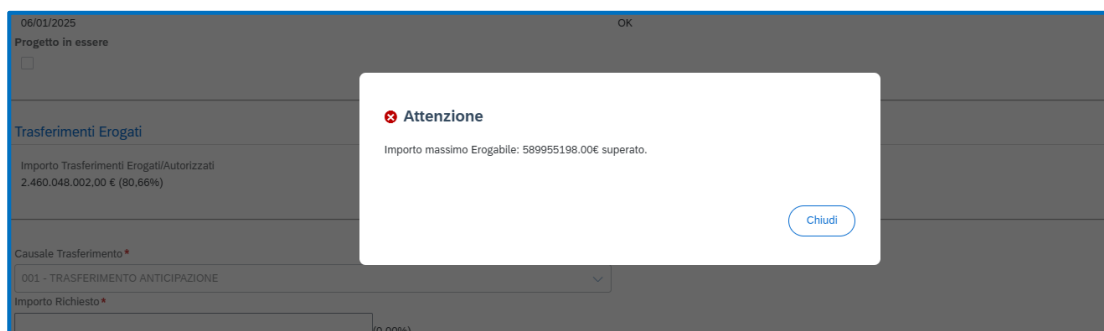 06/01/2025 OK
Progetto in essere
Attenzione
Importo massimo Erogabile: 589955198.00€ superato.
Chiudi
Trasferimenti Erogati
Importo Trasferimenti Erogati/Autorizzati
2.460.048.002,00 € (80,66%)
Causale Trasferimento*
001 - TRASFERIMENTO ANTICIPAZIONE
Importo Richiesto*
(0,00%)